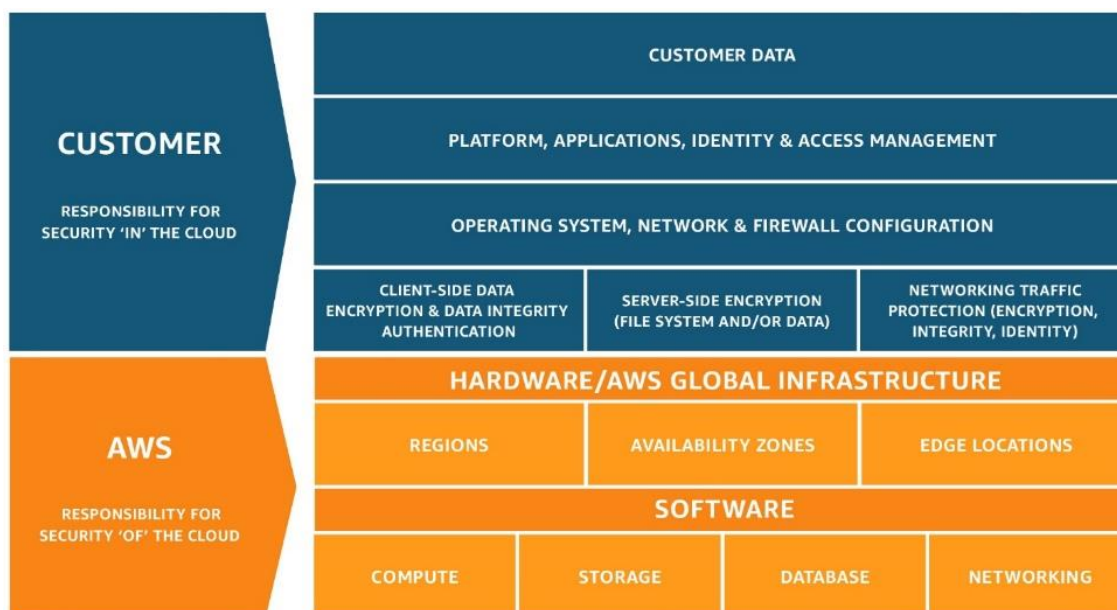 CUSTOMER
RESPONSIBILITY FOR
SECURITY ‘IN’ THE CLOUD
CUSTOMER DATA
PLATFORM, APPLICATIONS, IDENTITY & ACCESS MANAGEMENT
OPERATING SYSTEM, NETWORK & FIREWALL CONFIGURATION
CLIENT-SIDE DATA
ENCRYPTION & DATA INTEGRITY
AUTHENTICATION
SERVER-SIDE ENCRYPTION
(FILE SYSTEM AND/OR DATA)
NETWORKING TRAFFIC
PROTECTION (ENCRYPTION,
INTEGRITY, IDENTITY)
AWS
RESPONSIBILITY FOR
SECURITY ‘OF’ THE CLOUD
HARDWARE/AWS GLOBAL INFRASTRUCTURE
REGIONS
AVAILABILITY ZONES
EDGE LOCATIONS
SOFTWARE
COMPUTE
STORAGE
DATABASE
NETWORKING